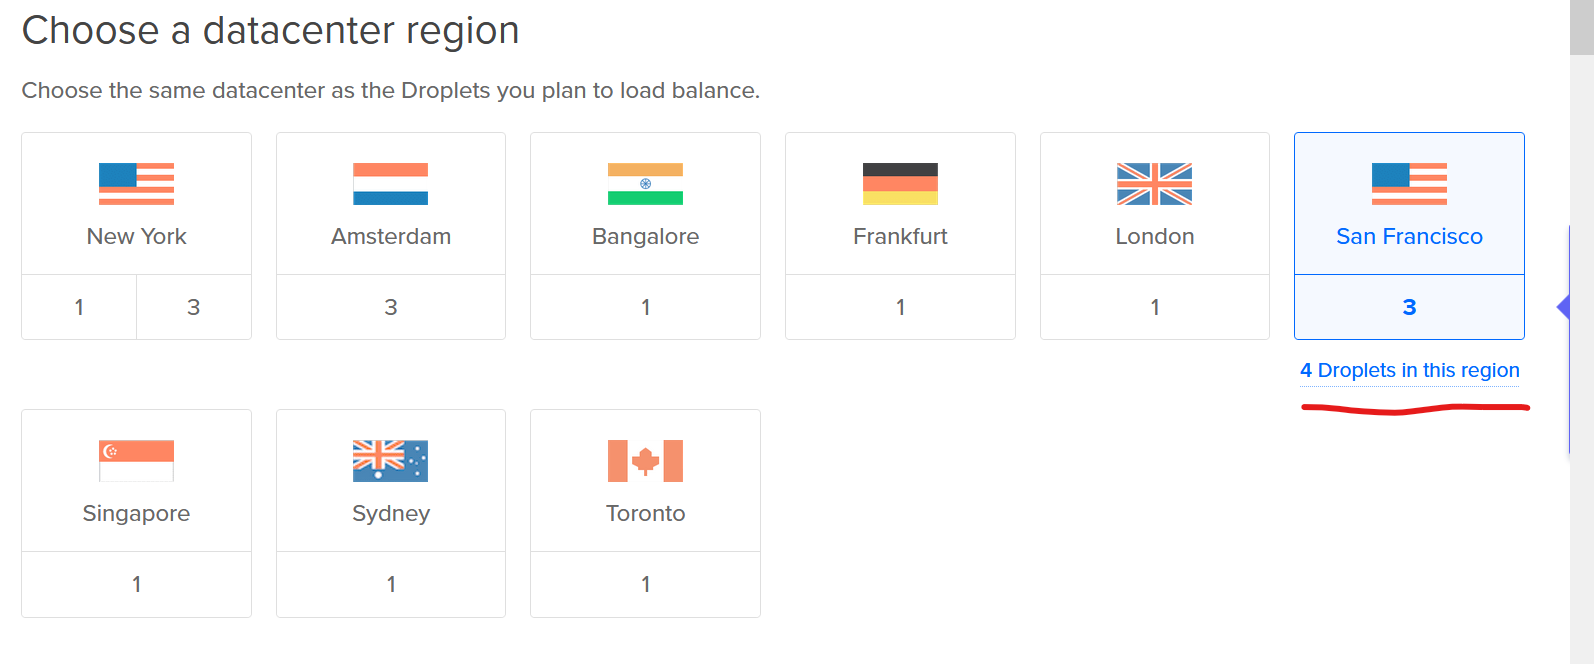 Choose a datacenter region
Choose the same datacenter as the Droplets you plan to load balance.
New York
1 3
Amsterdam
3
Bangalore
1
Frankfurt
1
London
1
San Francisco
3
4 Droplets in this region
Singapore
1
Sydney
1
Toronto
1